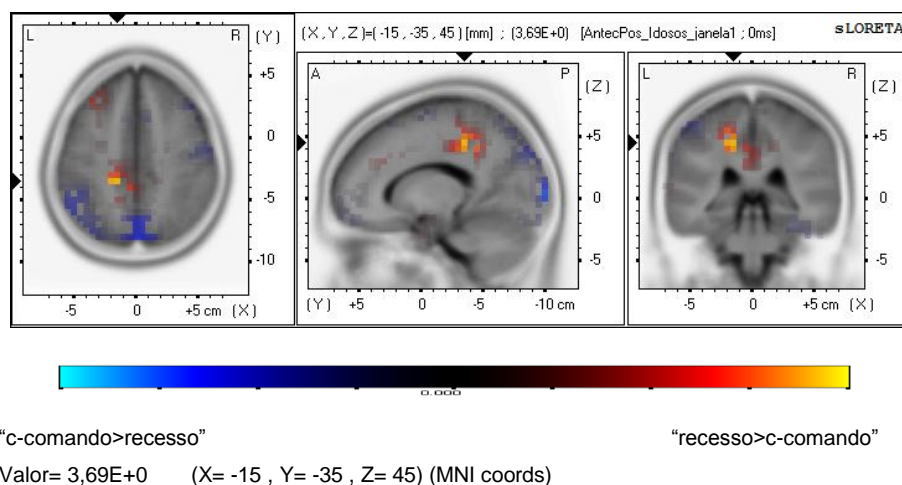 L R (Y) (X,Y,Z)=(-15,-35,45)[mm] ; (3,69E+0) [AntecPos_Idosos_janela1 ; 0ms] sLORETA
A P (Z) L R (Z)
+5 +5 +5
0 0 0
-5 -5 -5
-10
-5 0 +5 cm (X) (Y) +5 0 -5 -10 cm -5 0 +5 cm (X)
0.000
“c-comando>recesso” “recesso>c-comando”
Valor= 3,69E+0 (X= -15 , Y= -35 , Z= 45) (MNI coords)